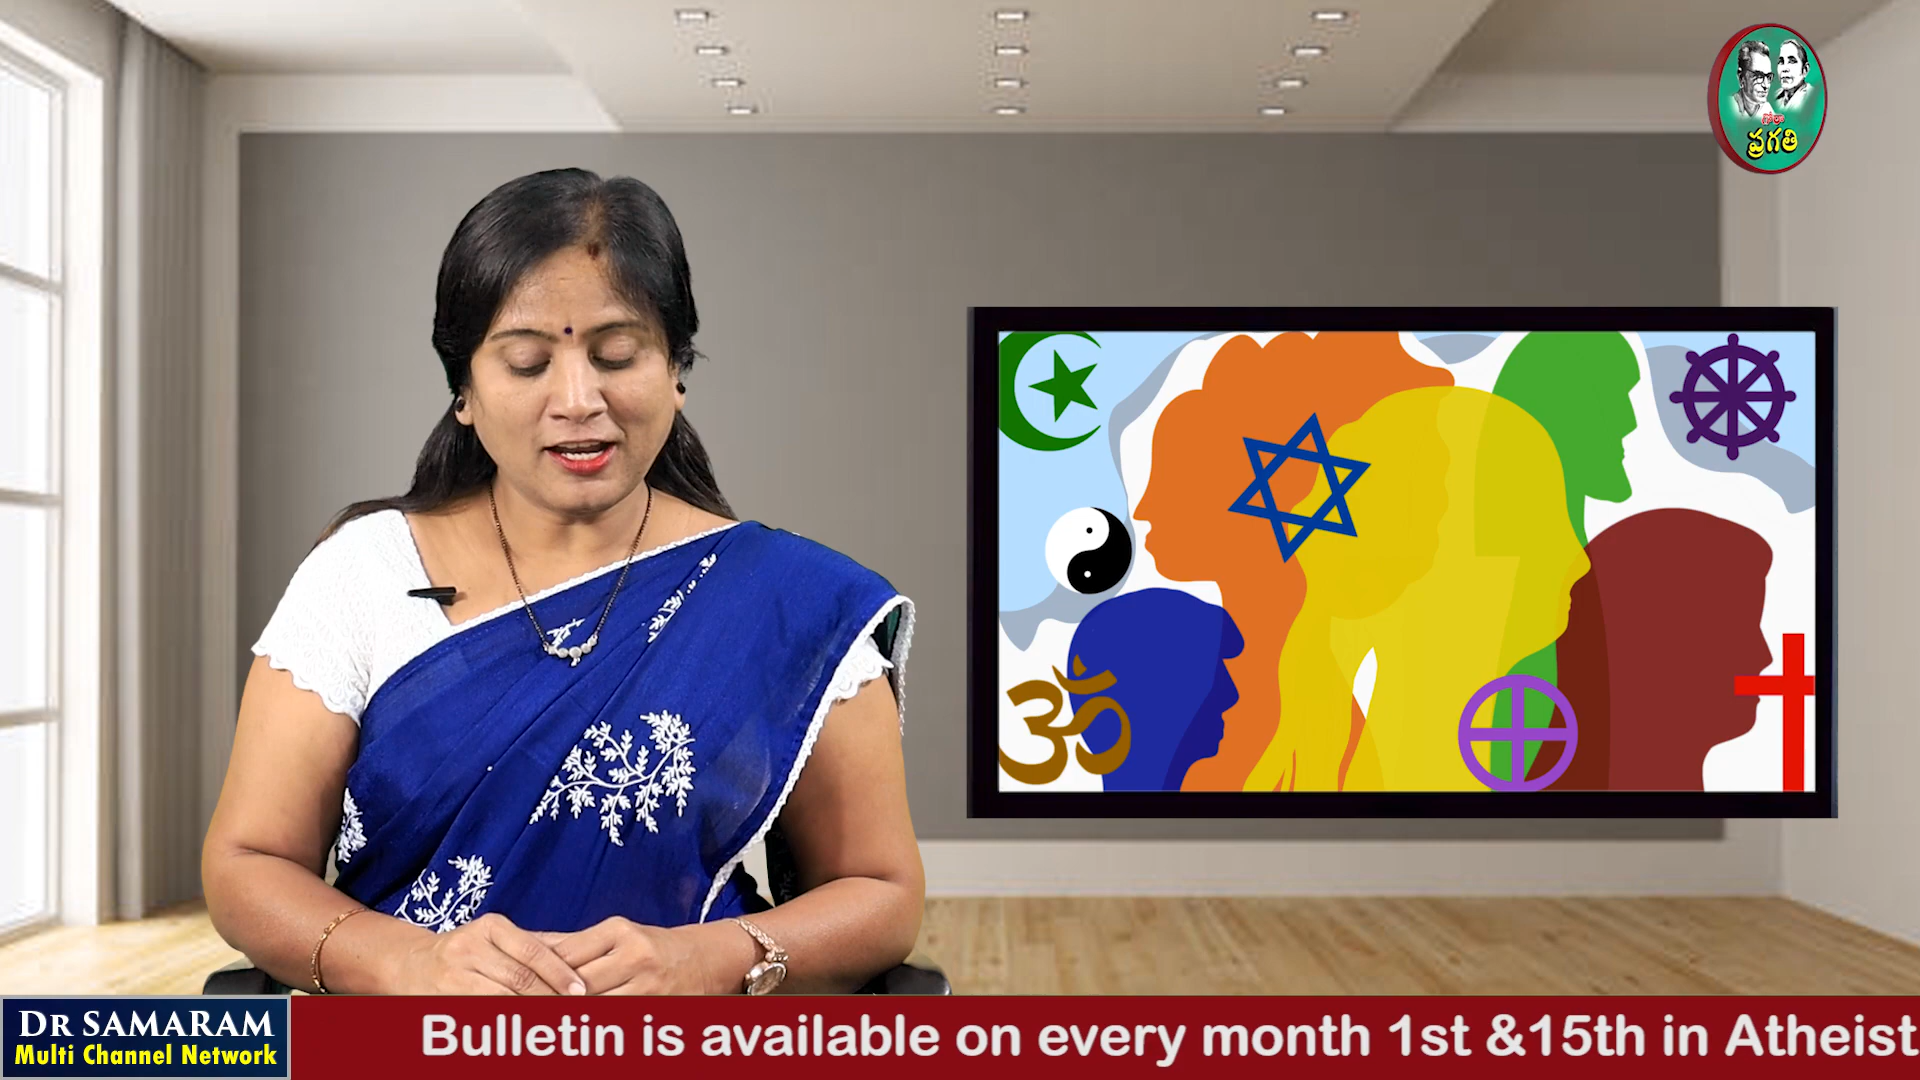 గోరా
ప్రగతి
DR SAMARAM
Multi Channel Network
Bulletin is available on every month 1st &15th in Atheist